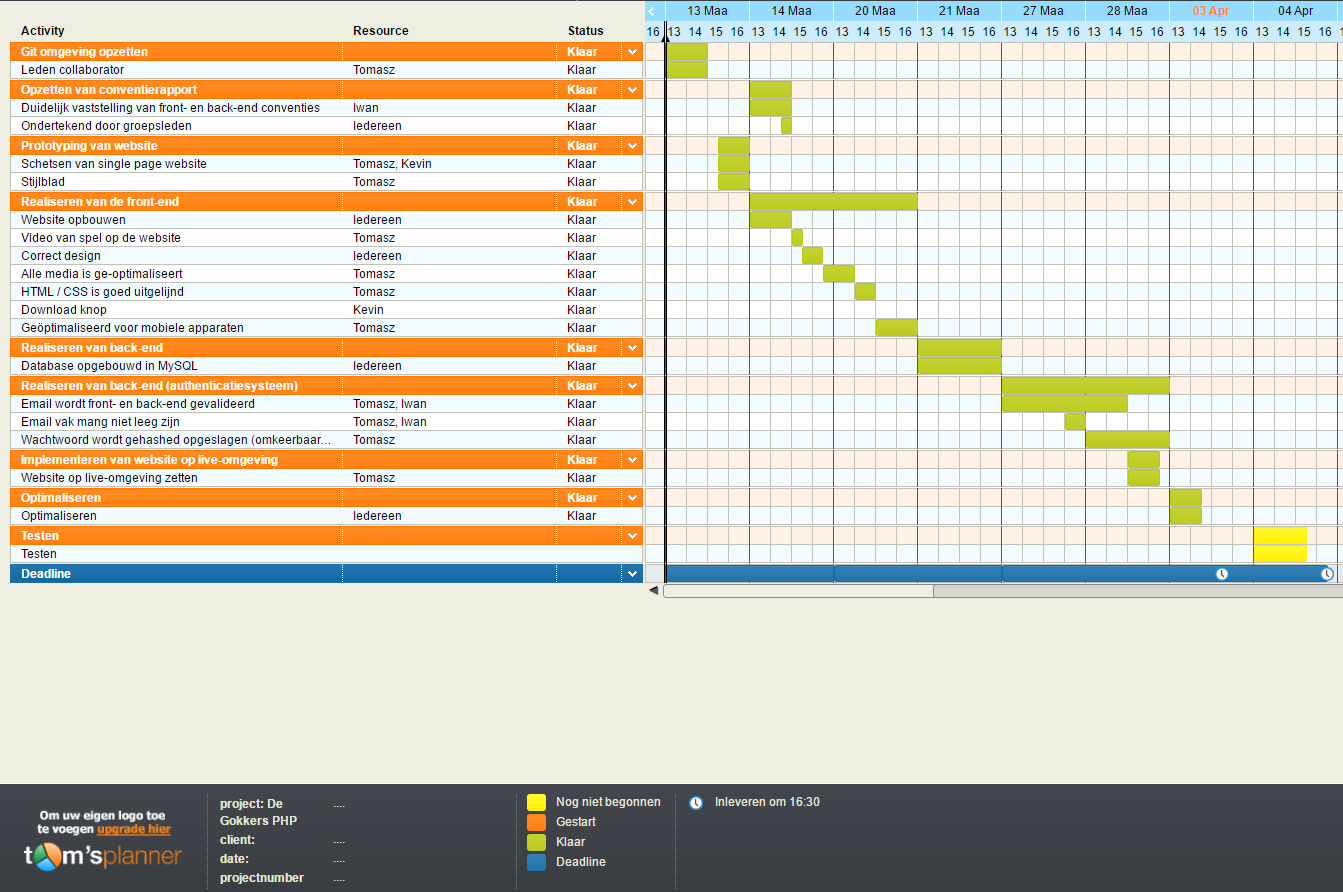 13 Maa 14 Maa 20 Maa 21 Maa 27 Maa 28 Maa 03 Apr 04 Apr
Activity Resource Status 16 13 14 15 16 13 14 15 16 13 14 15 16 13 14 15 16 13 14 15 16 13 14 15 16 13 14 15 16 13 14 15 16
Git omgeving opzetten Klaar
Leden collaborator Tomasz Klaar
Opzetten van conventierapport Klaar
Duidelijk vaststelling van front- en back-end conventies Iwan Klaar
Ondertekend door groepsleden Iedereen Klaar
Prototyping van website Klaar
Schetsen van single page website Tomasz, Kevin Klaar
Stijlblad Tomasz Klaar
Realiseren van de front-end Klaar
Website opbouwen Iedereen Klaar
Video van spel op de website Tomasz Klaar
Correct design Iedereen Klaar
Alle media is ge-optimaliseert Tomasz Klaar
HTML / CSS is goed uitgelijnd Tomasz Klaar
Download knop Kevin Klaar
Geöptimaliseerd voor mobiele apparaten Tomasz Klaar
Realiseren van back-end Klaar
Database opgebouwd in MySQL Iedereen Klaar
Realiseren van back-end (authenticatiesysteem) Klaar
Email wordt front- en back-end gevalideerd Tomasz, Iwan Klaar
Email vak mang niet leeg zijn Tomasz, Iwan Klaar
Wachtwoord wordt gehashed opgeslagen (omkeerbaar... Tomasz Klaar
Implementeren van website op live-omgeving Klaar
Website op live-omgeving zetten Tomasz Klaar
Optimaliseren Klaar
Optimaliseren Iedereen Klaar
Testen
Testen
Deadline
Om uw eigen logo toe
te voegen upgrade hier
tom'splanner
project: De ....
Gokkers PHP
client: ....
date: ....
projectnumber ....
Nog niet begonnen
Gestart
Klaar
Deadline
Inleveren om 16:30